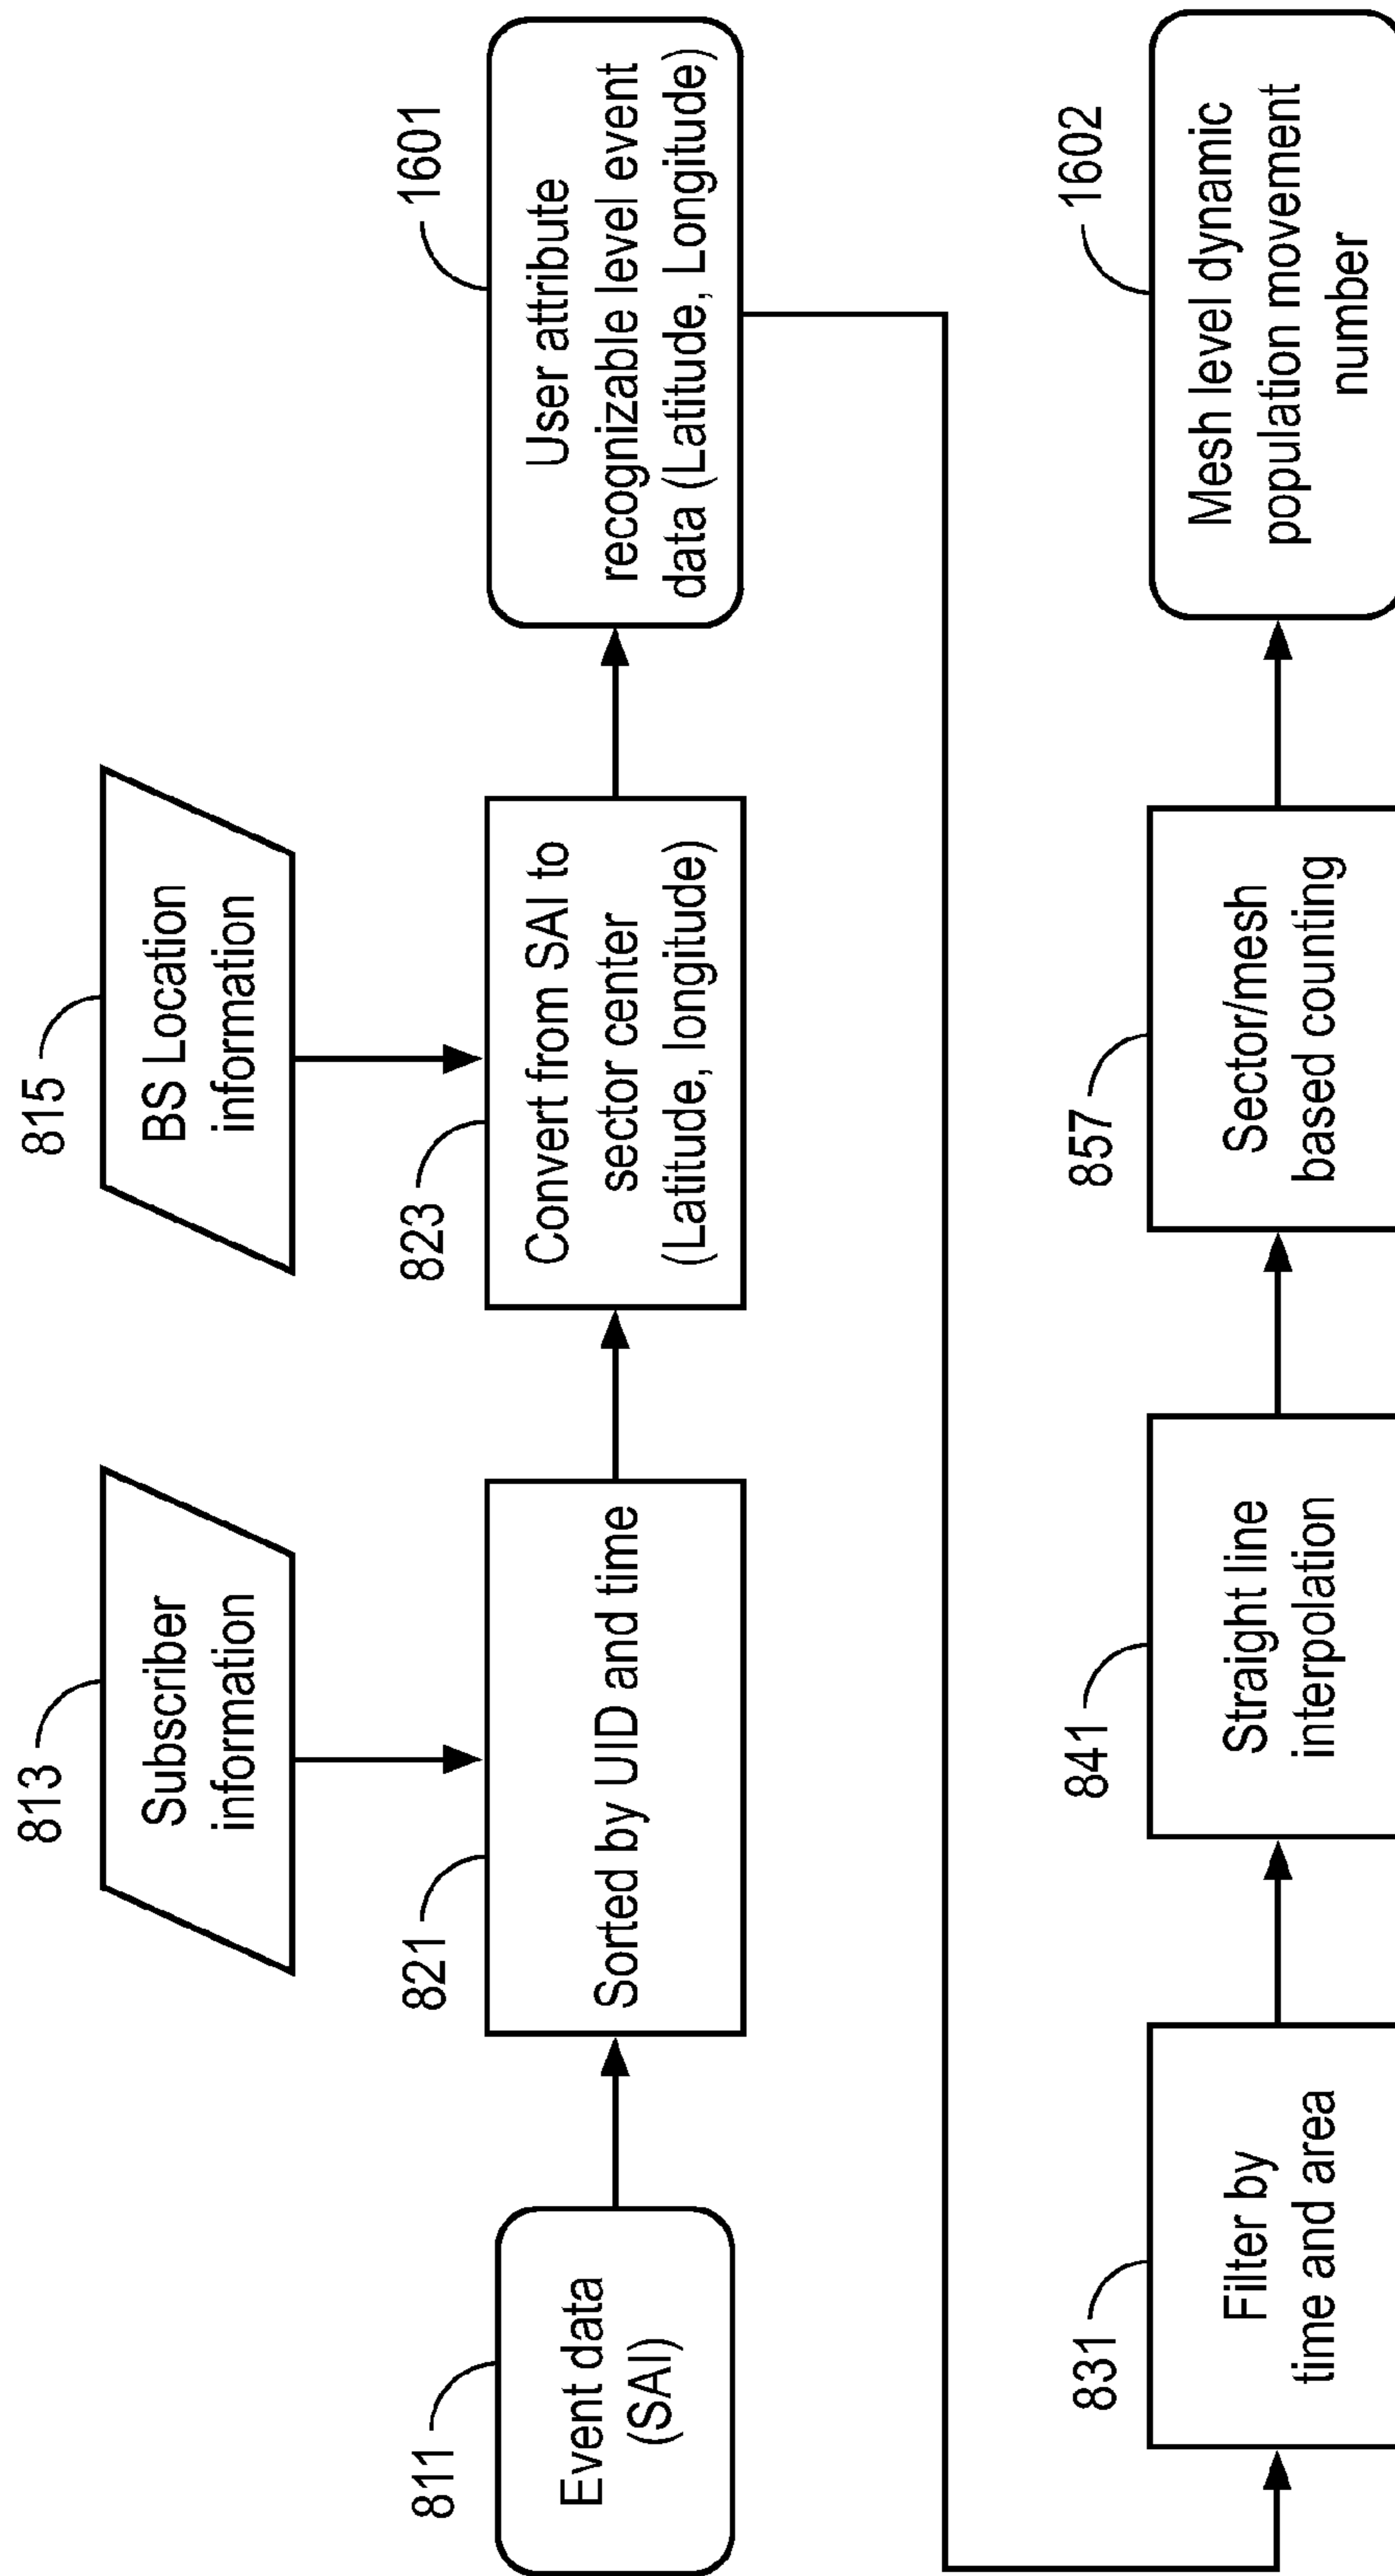 813
Subscriber
information
815
BS Location
information
811
Event data
(SAI)
821
Sorted by UID and time
823
Convert from SAI to
sector center
(Latitude, longitude)
1601
User attribute
recognizable level event
data (Latitude, Longitude)
831
Filter by
time and area
841
Straight line
interpolation
857
Sector/mesh
based counting
1602
Mesh level dynamic
population movement
number